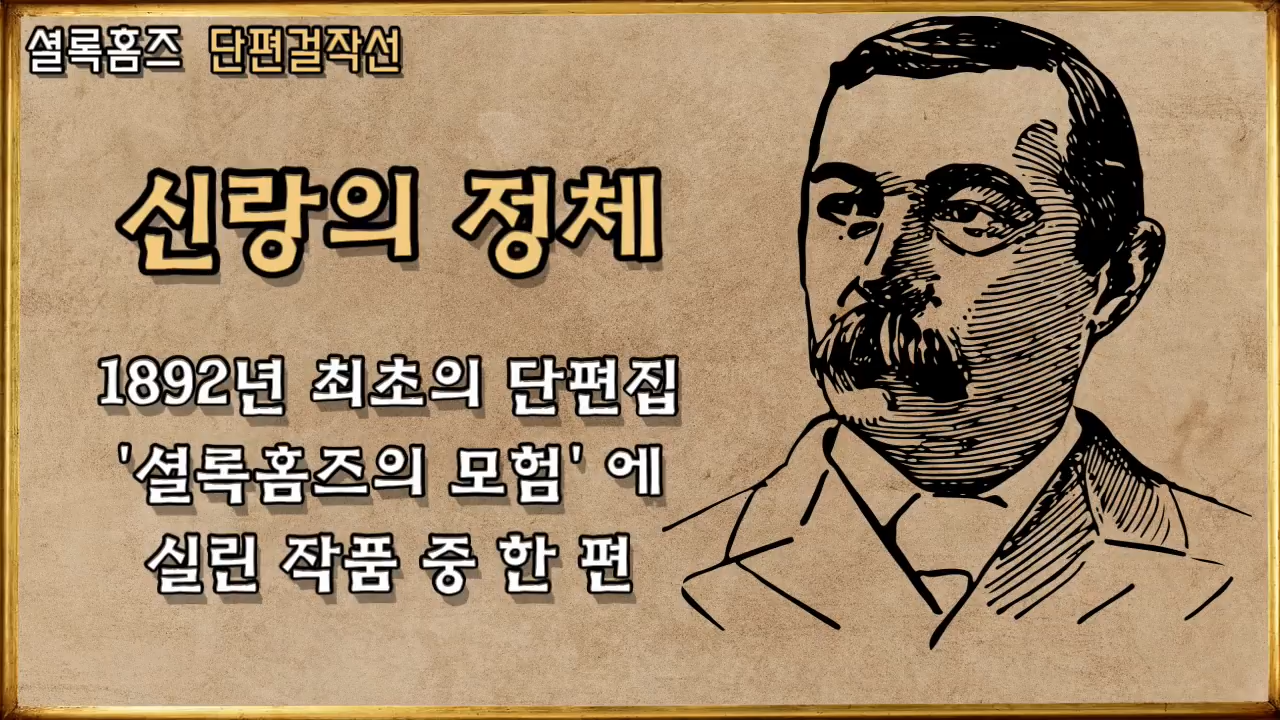 셜록홈즈 단편걸작선
신랑의 정체
1892년 최초의 단편집
'셜록홈즈의 모험' 에
실린 작품 중 한 편